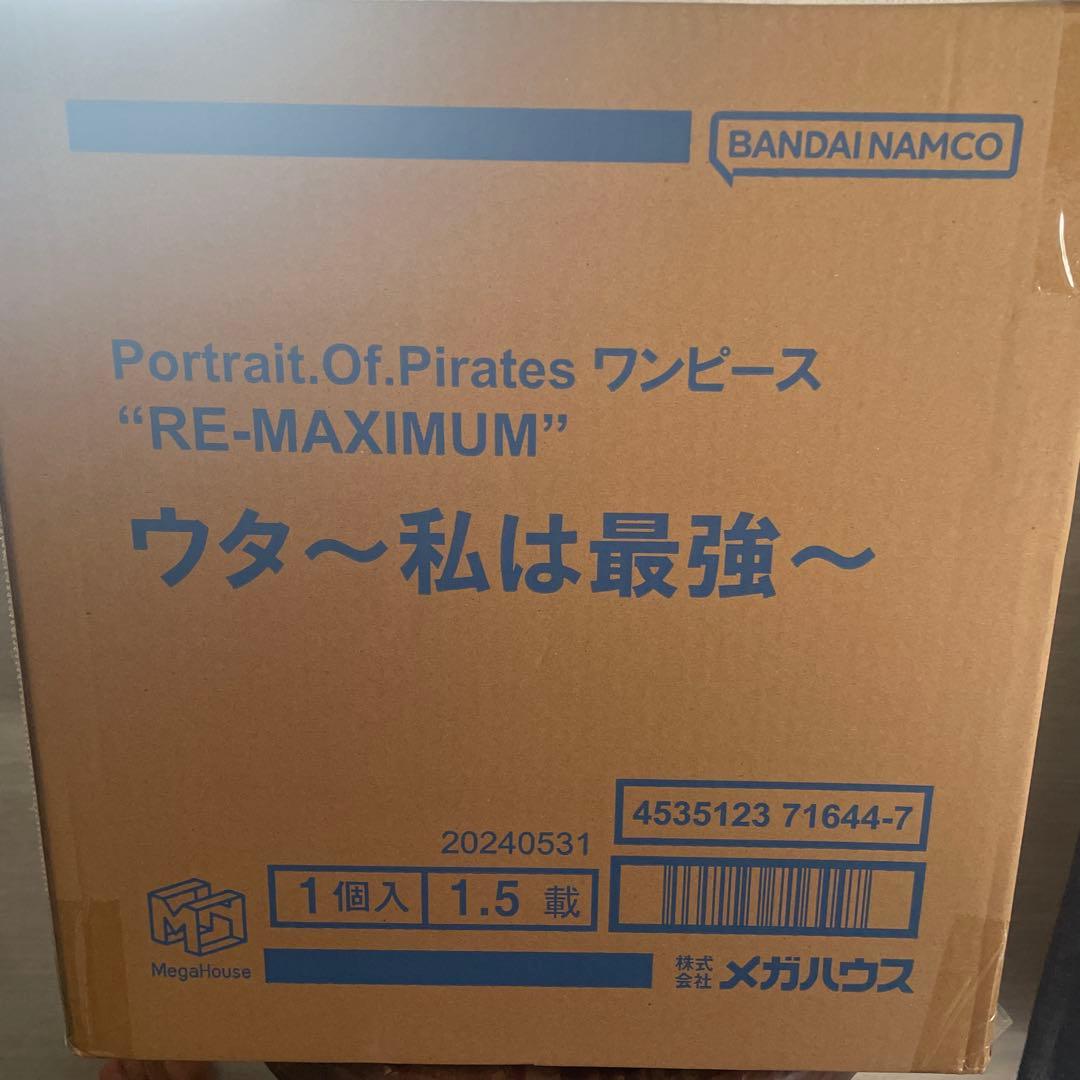 BANDAI NAMCO
Portrait.Of.Pirates ワンピース
“RE-MAXIMUM”
ウタ～私は最強～
4535123 71644-7
20240531
1個入 1.5 載
MegaHouse
株式会社 メガハウス